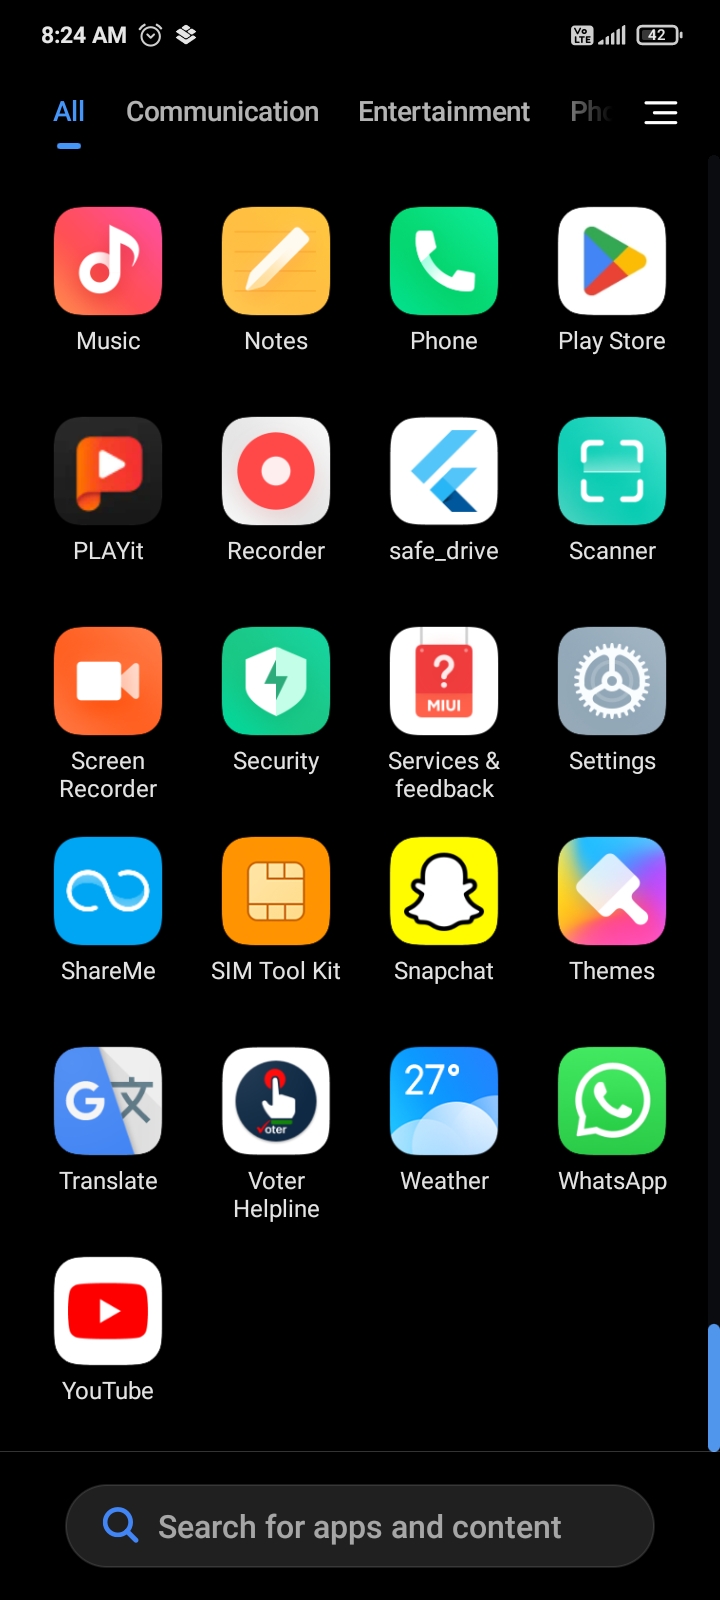 8:24 AM Vo LTE 42
All Communication Entertainment Pho
Music Notes Phone Play Store
PLAYit Recorder safe_drive Scanner
? MIUI
Screen Security Services & Settings
Recorder feedback
ShareMe SIM Tool Kit Snapchat Themes
G 文 Voter 27°
Translate Voter Weather WhatsApp
Helpline
YouTube
Search for apps and content